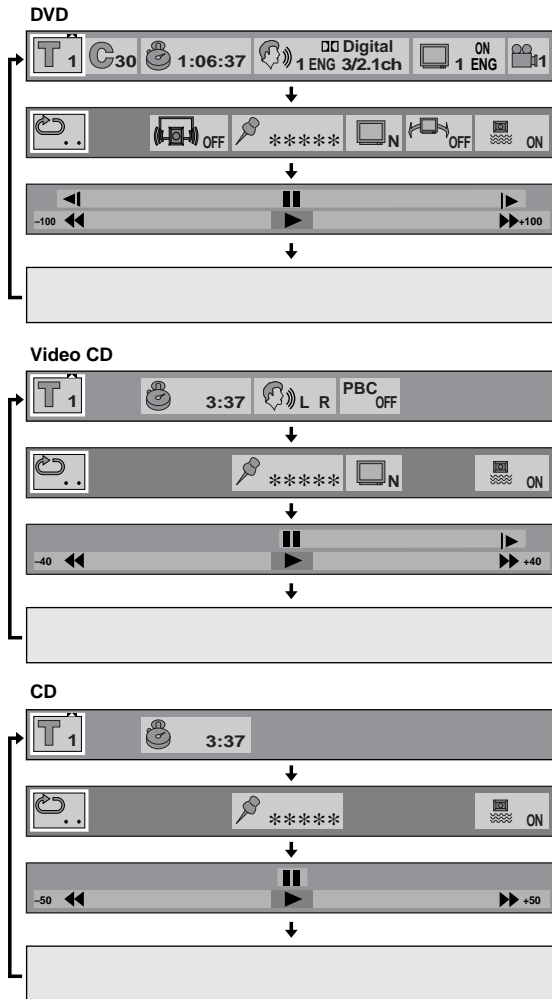 DVD
T 1 C 30 1:06:37 1 ENG DD Digital 3/2.1ch 1 ON ENG 1
OFF ***** N OFF ON
–100 +100
Video CD
T 1 3:37 L R PBC OFF
***** N ON
–40 +40
CD
T 1 3:37
***** ON
–50 +50